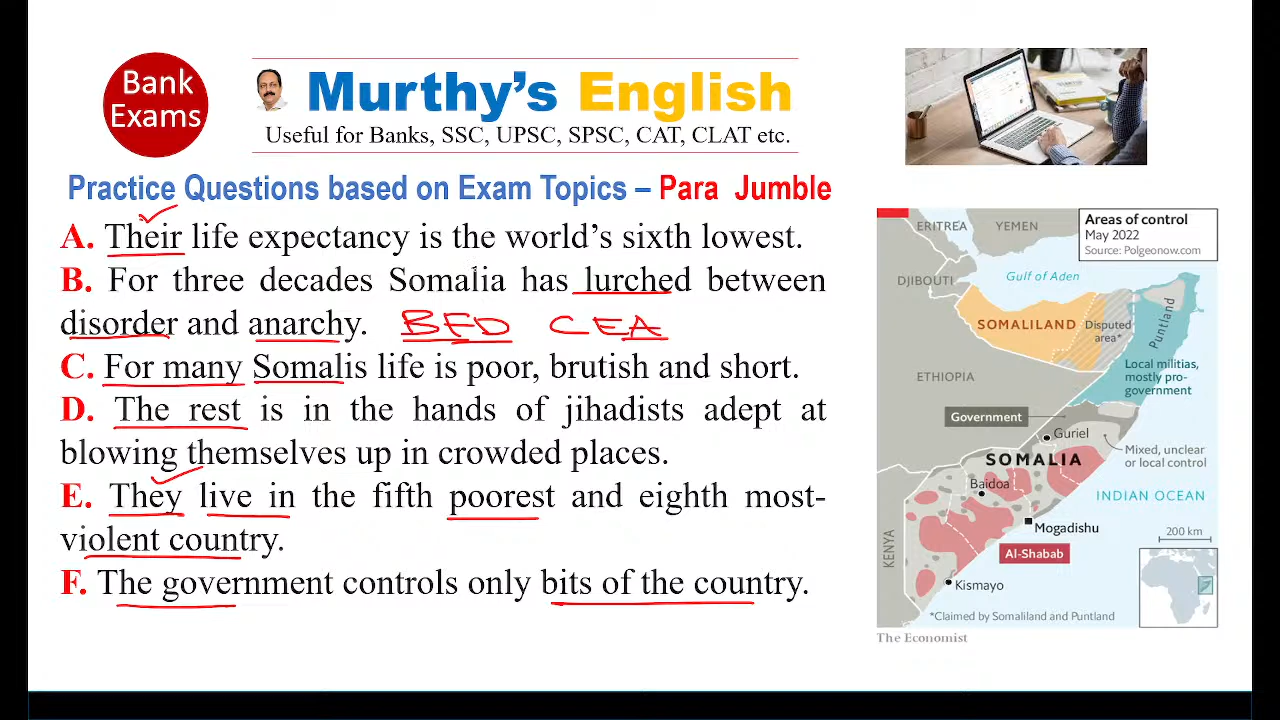 Bank
Exams
Murthy's English
Useful for Banks, SSC, UPSC, SPSC, CAT, CLAT etc.
Practice Questions based on Exam Topics – Para Jumble
A. Their life expectancy is the world's sixth lowest.
B. For three decades Somalia has lurched between
disorder and anarchy. BFD CEA
C. For many Somalis life is poor, brutish and short.
D. The rest is in the hands of jihadists adept at
blowing themselves up in crowded places.
E. They live in the fifth poorest and eighth most-
violent country.
F. The government controls only bits of the country.
Areas of control
May 2022
Source: Polgeonow.com
ERITREA
YEMEN
DJIBOUTI
Gulf of Aden
SOMALILAND
Disputed
area*
Puntland
ETHIOPIA
Local militias,
mostly pro-
government
Government
Guriel
SOMALIA
Mixed, unclear
or local control
Baidoa
INDIAN OCEAN
Mogadishu
200 km
KENYA
Al-Shabab
Kismayo
*Claimed by Somaliland and Puntland
The Economist